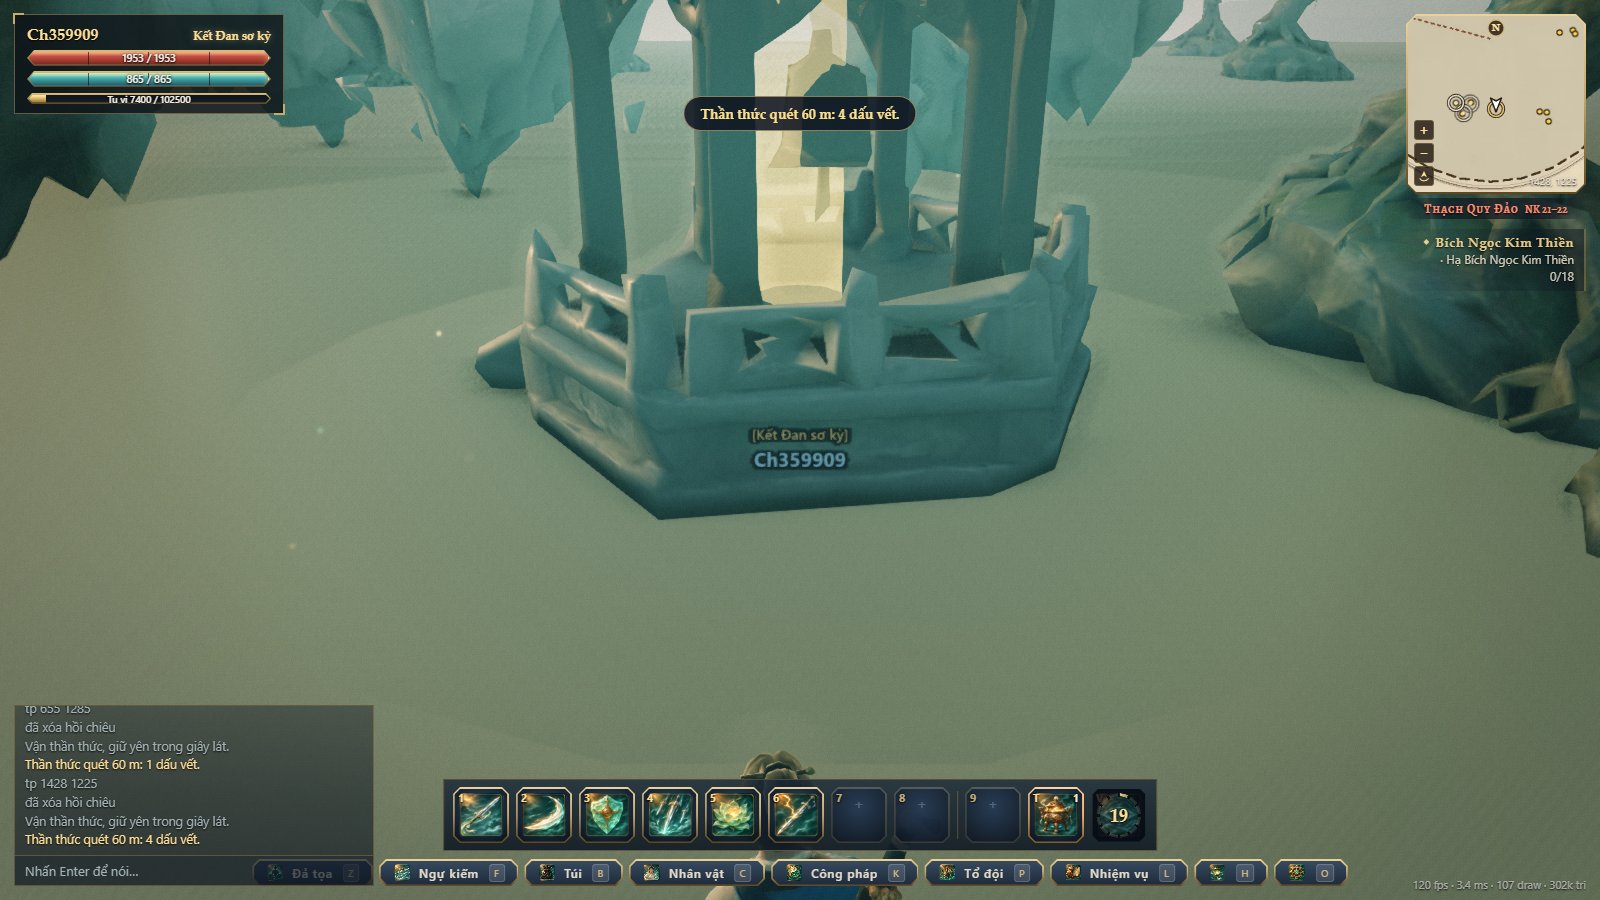 Ch359909
Kết Đan sơ kỳ
1953 / 1953
865 / 865
Tu vi 7400 / 102500
Thần thức quét 60 m: 4 dấu vết.
N
+
−
1428 1225
Thạch Quy Đảo NK 21–22
Bích Ngọc Kim Thiền
· Hạ Bích Ngọc Kim Thiền
0/18
[Kết Đan sơ kỳ]
Ch359909
tp 655 1285
đã xóa hồi chiêu
Vận thần thức, giữ yên trong giây lát.
Thần thức quét 60 m: 1 dấu vết.
tp 1428 1225
đã xóa hồi chiêu
Vận thần thức, giữ yên trong giây lát.
Thần thức quét 60 m: 4 dấu vết.
Nhấn Enter để nói...
1 2 3 4 5 6 7 8 9 T 1 19
Đả tọa Z
Ngự kiếm F
Túi B
Nhân vật C
Công pháp K
Tổ đội P
Nhiệm vụ L
H
O
120 fps · 3.4 ms · 107 draw · 302k tri